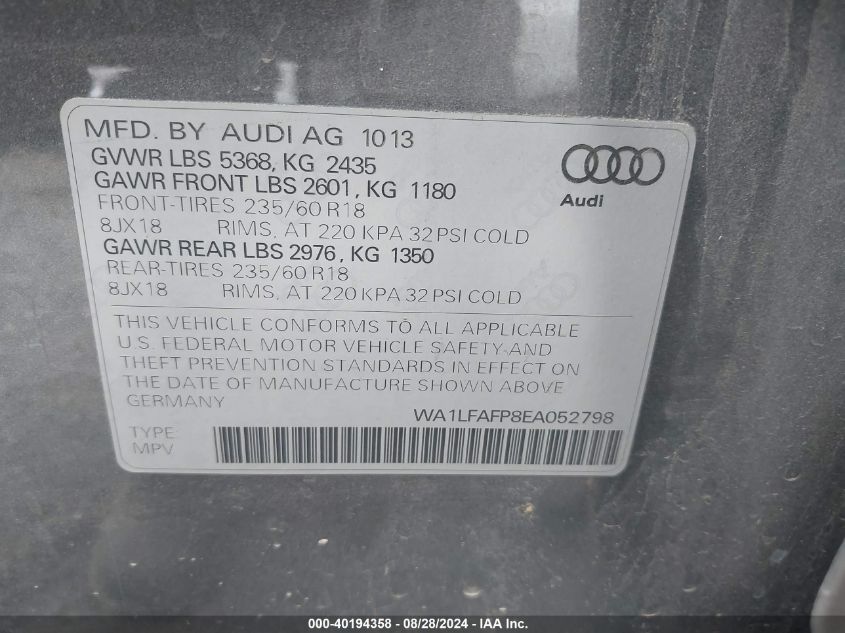 MFD. BY AUDI AG 1013
GVWR LBS 5368, KG 2435
GAWR FRONT LBS 2601, KG 1180
FRONT-TIRES 235/60 R18
8JX18 RIMS, AT 220 KPA 32 PSI COLD
GAWR REAR LBS 2976, KG 1350
REAR-TIRES 235/60 R18
8JX18 RIMS, AT 220 KPA 32 PSI COLD
Audi
THIS VEHICLE CONFORMS TO ALL APPLICABLE
U.S. FEDERAL MOTOR VEHICLE SAFETY AND
THEFT PREVENTION STANDARDS IN EFFECT ON
THE DATE OF MANUFACTURE SHOWN ABOVE
GERMANY
WA1LFAFP8EA052798
TYPE:
MPV
000-40194358 - 08/28/2024 - IAA Inc.